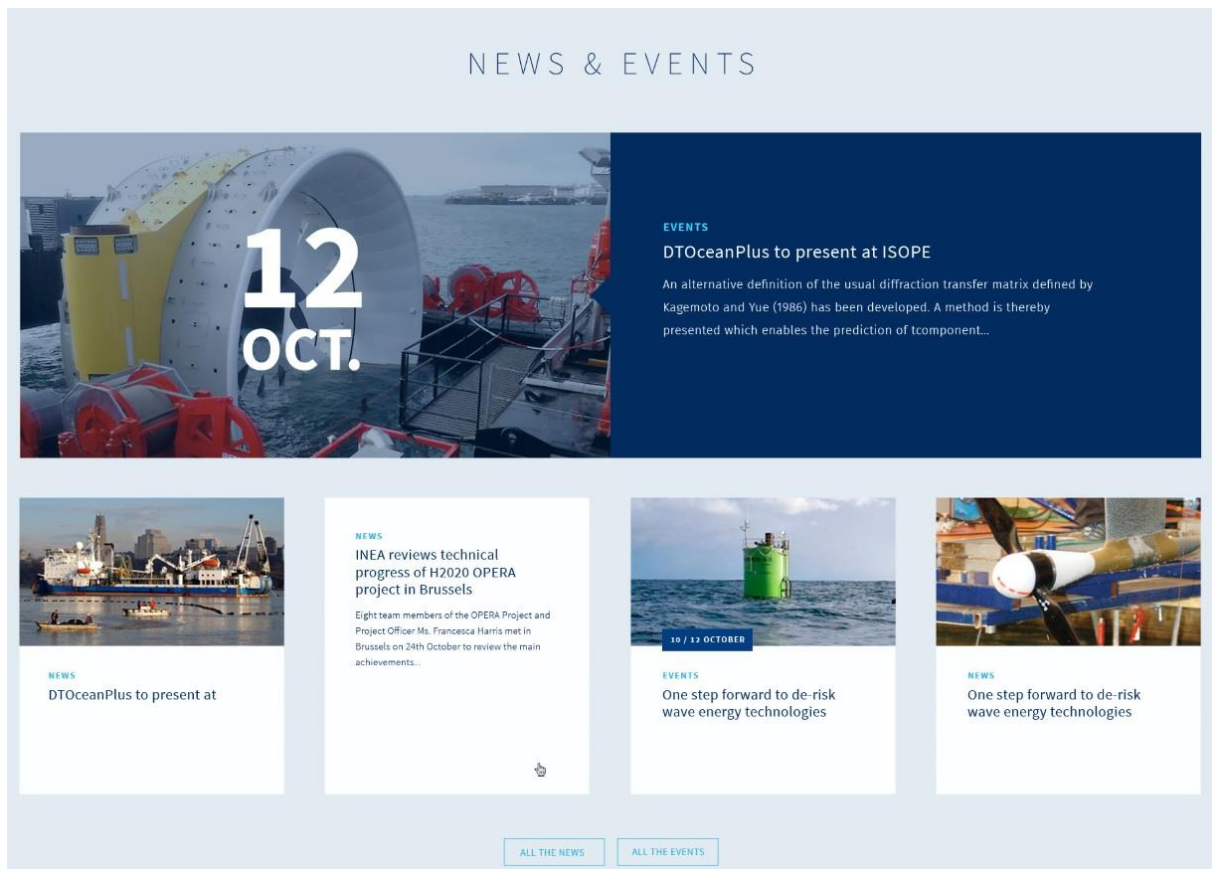 NEWS & EVENTS
12
OCT.
EVENTS
DTOceanPlus to present at ISOPE
An alternative definition of the usual diffraction transfer matrix defined by
Kagemoto and Yue (1986) has been developed. A method is thereby
presented which enables the prediction of tcomponent...
NEWS
DTOceanPlus to present at
NEWS
INEA reviews technical
progress of H2020 OPERA
project in Brussels
Eight team members of the OPERA Project and
Project Officer Ms. Francesca Harris met in
Brussels on 24th October to review the main
achievements...
10 / 12 OCTOBER
EVENTS
One step forward to de-risk
wave energy technologies
NEWS
One step forward to de-risk
wave energy technologies
ALL THE NEWS
ALL THE EVENTS